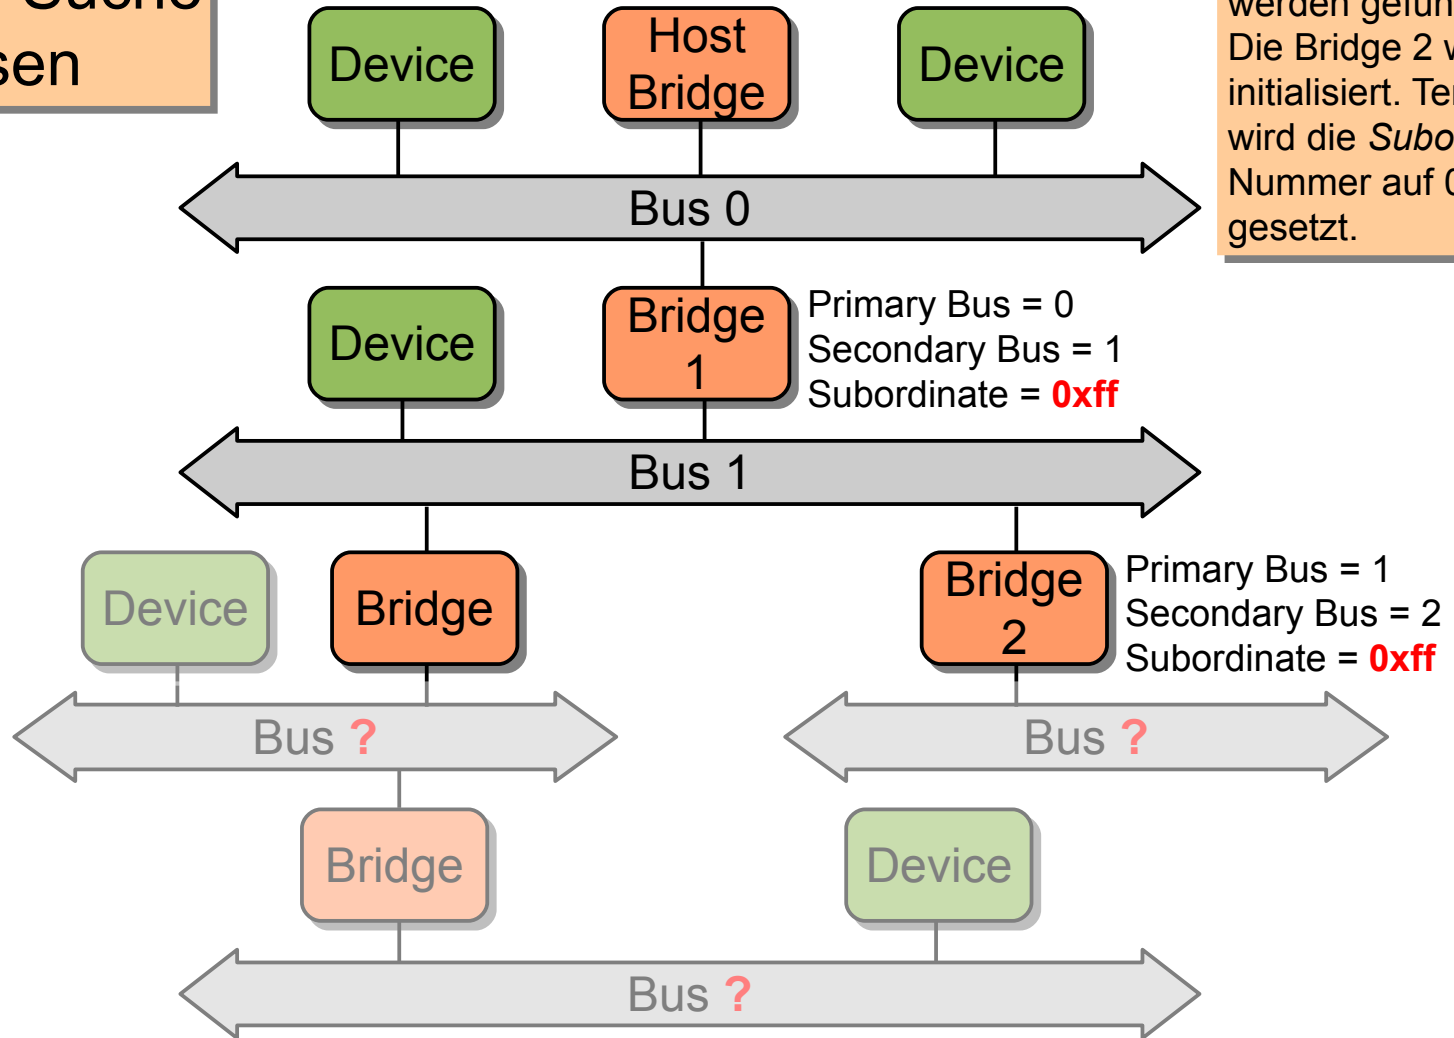 Suche
Device
Host
Bridge
Device
Die Bridge 2
initialisiert.
wird die
Nummer auf
gesetzt.
Bus 0
Device
Bridge
1
Primary Bus = 0
Secondary Bus = 1
Subordinate = 0xff
Bus 1
Device
Bridge
Bridge
2
Primary Bus = 1
Secondary Bus = 2
Subordinate = 0xff
Bus ?
Bus ?
Bridge
Device
Bus ?